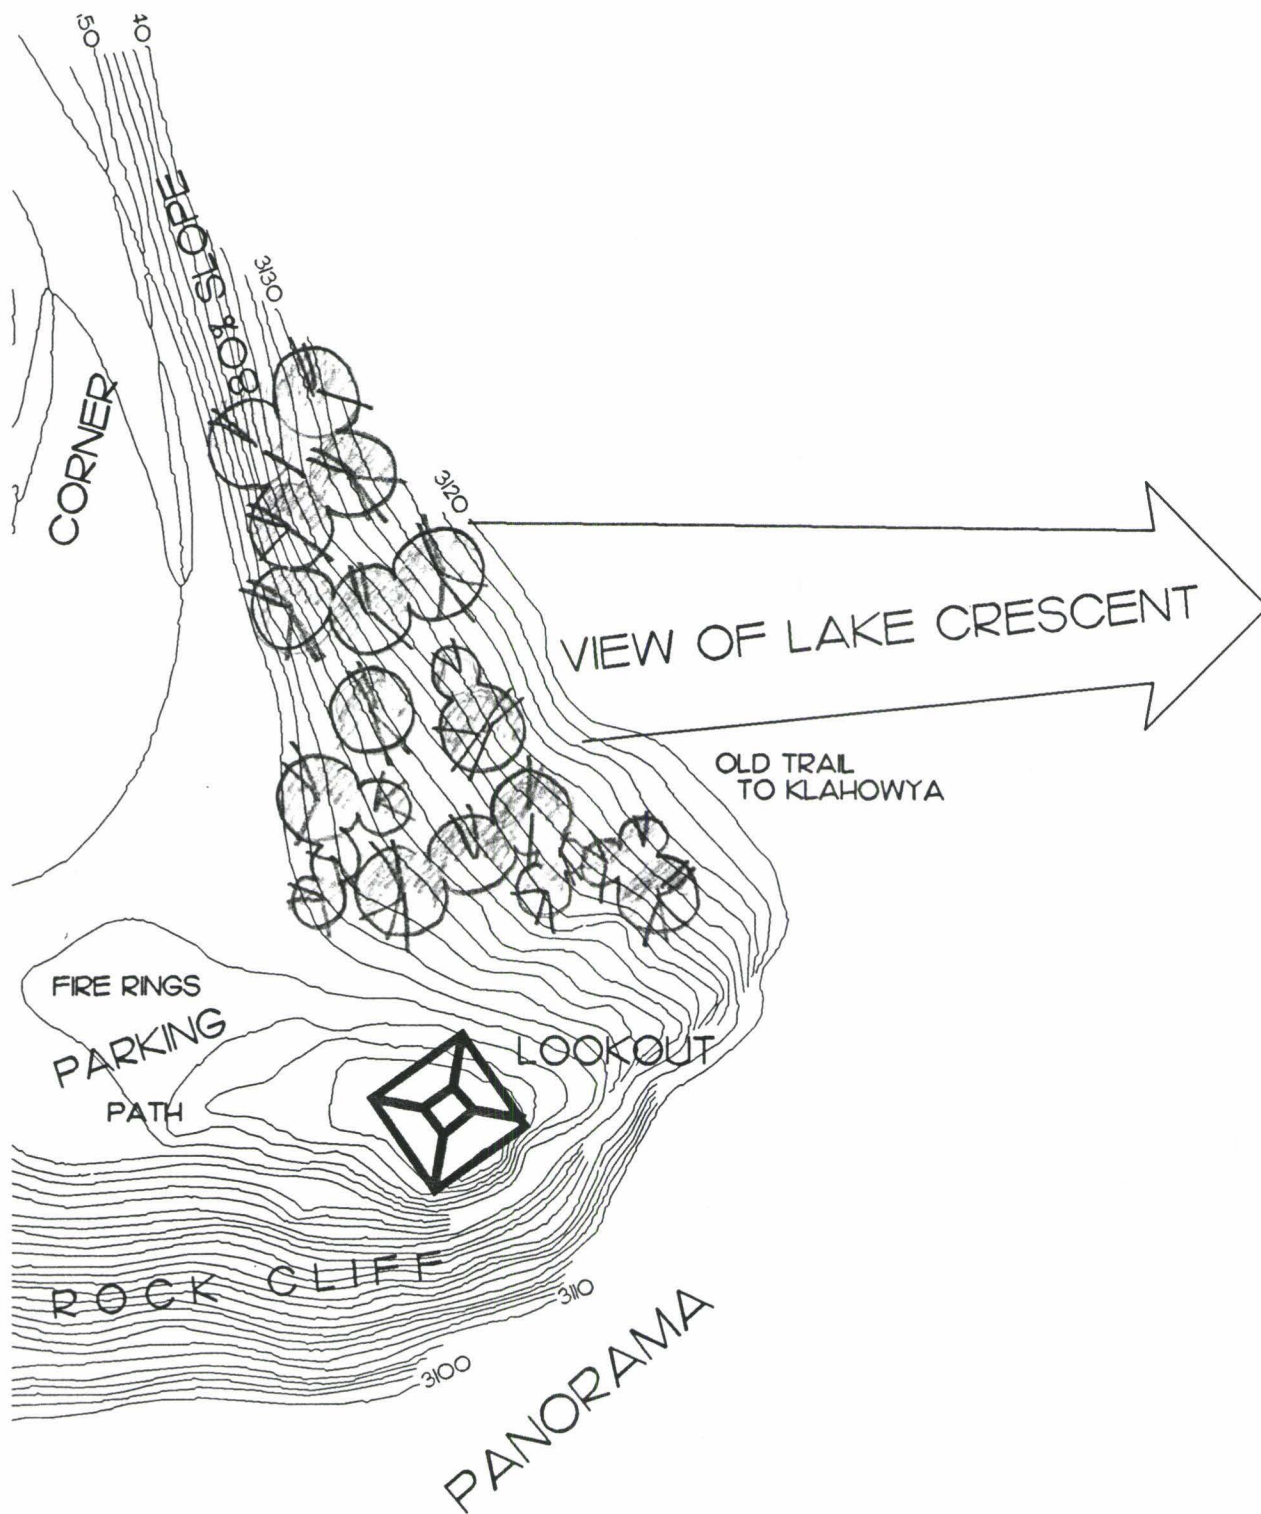 50
40
80% SLOPE
3130
CORNER
3120
VIEW OF LAKE CRESCENT
OLD TRAIL
TO KLAHOWYA
FIRE RINGS
PARKING
LOOKOUT
PATH
ROCK CLIFF
3110
3100
PANORAMA